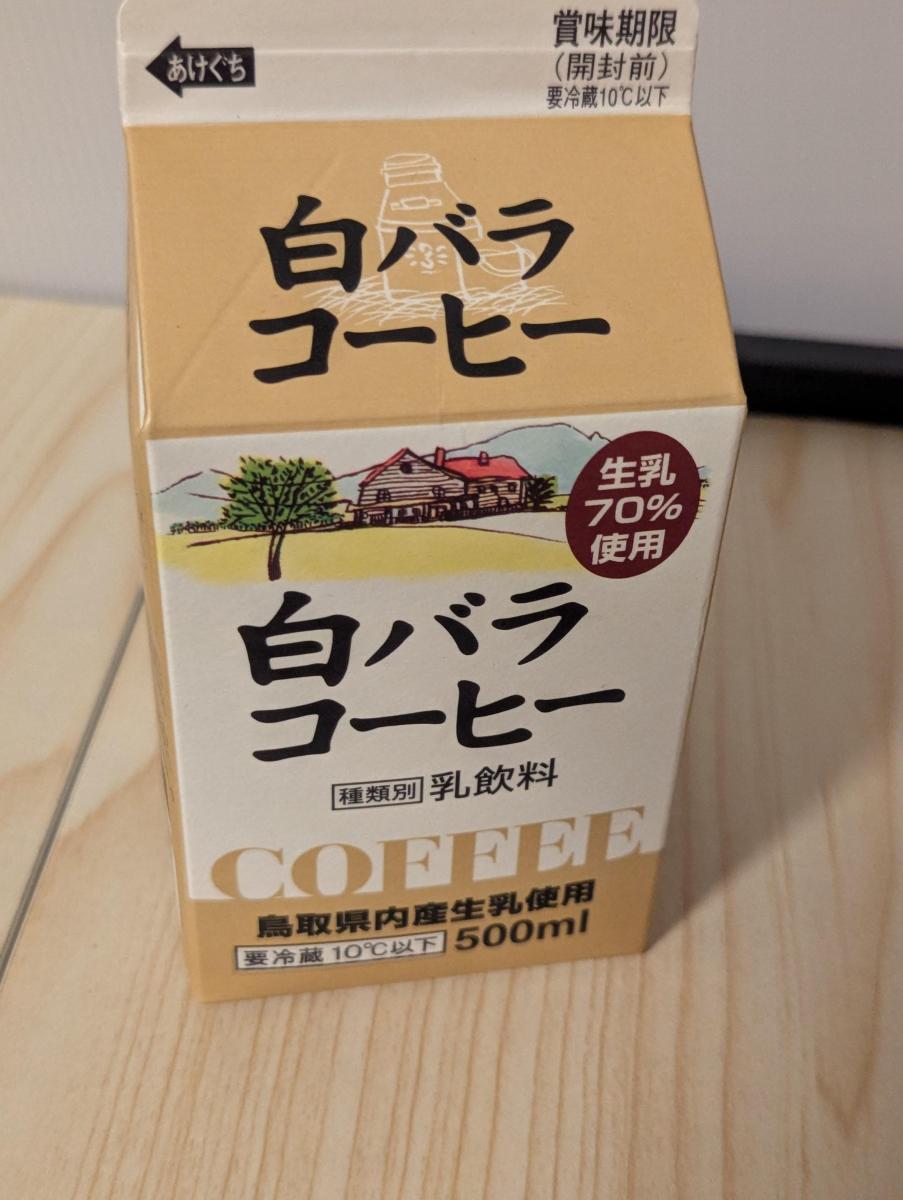 あけぐち
賞味期限
(開封前)
要冷蔵10℃以下
白バラ
コーヒー
生乳
70%
使用
白バラ
コーヒー
種類別 乳飲料
COFFEE
鳥取県内産生乳使用
要冷蔵 10℃以下 500ml